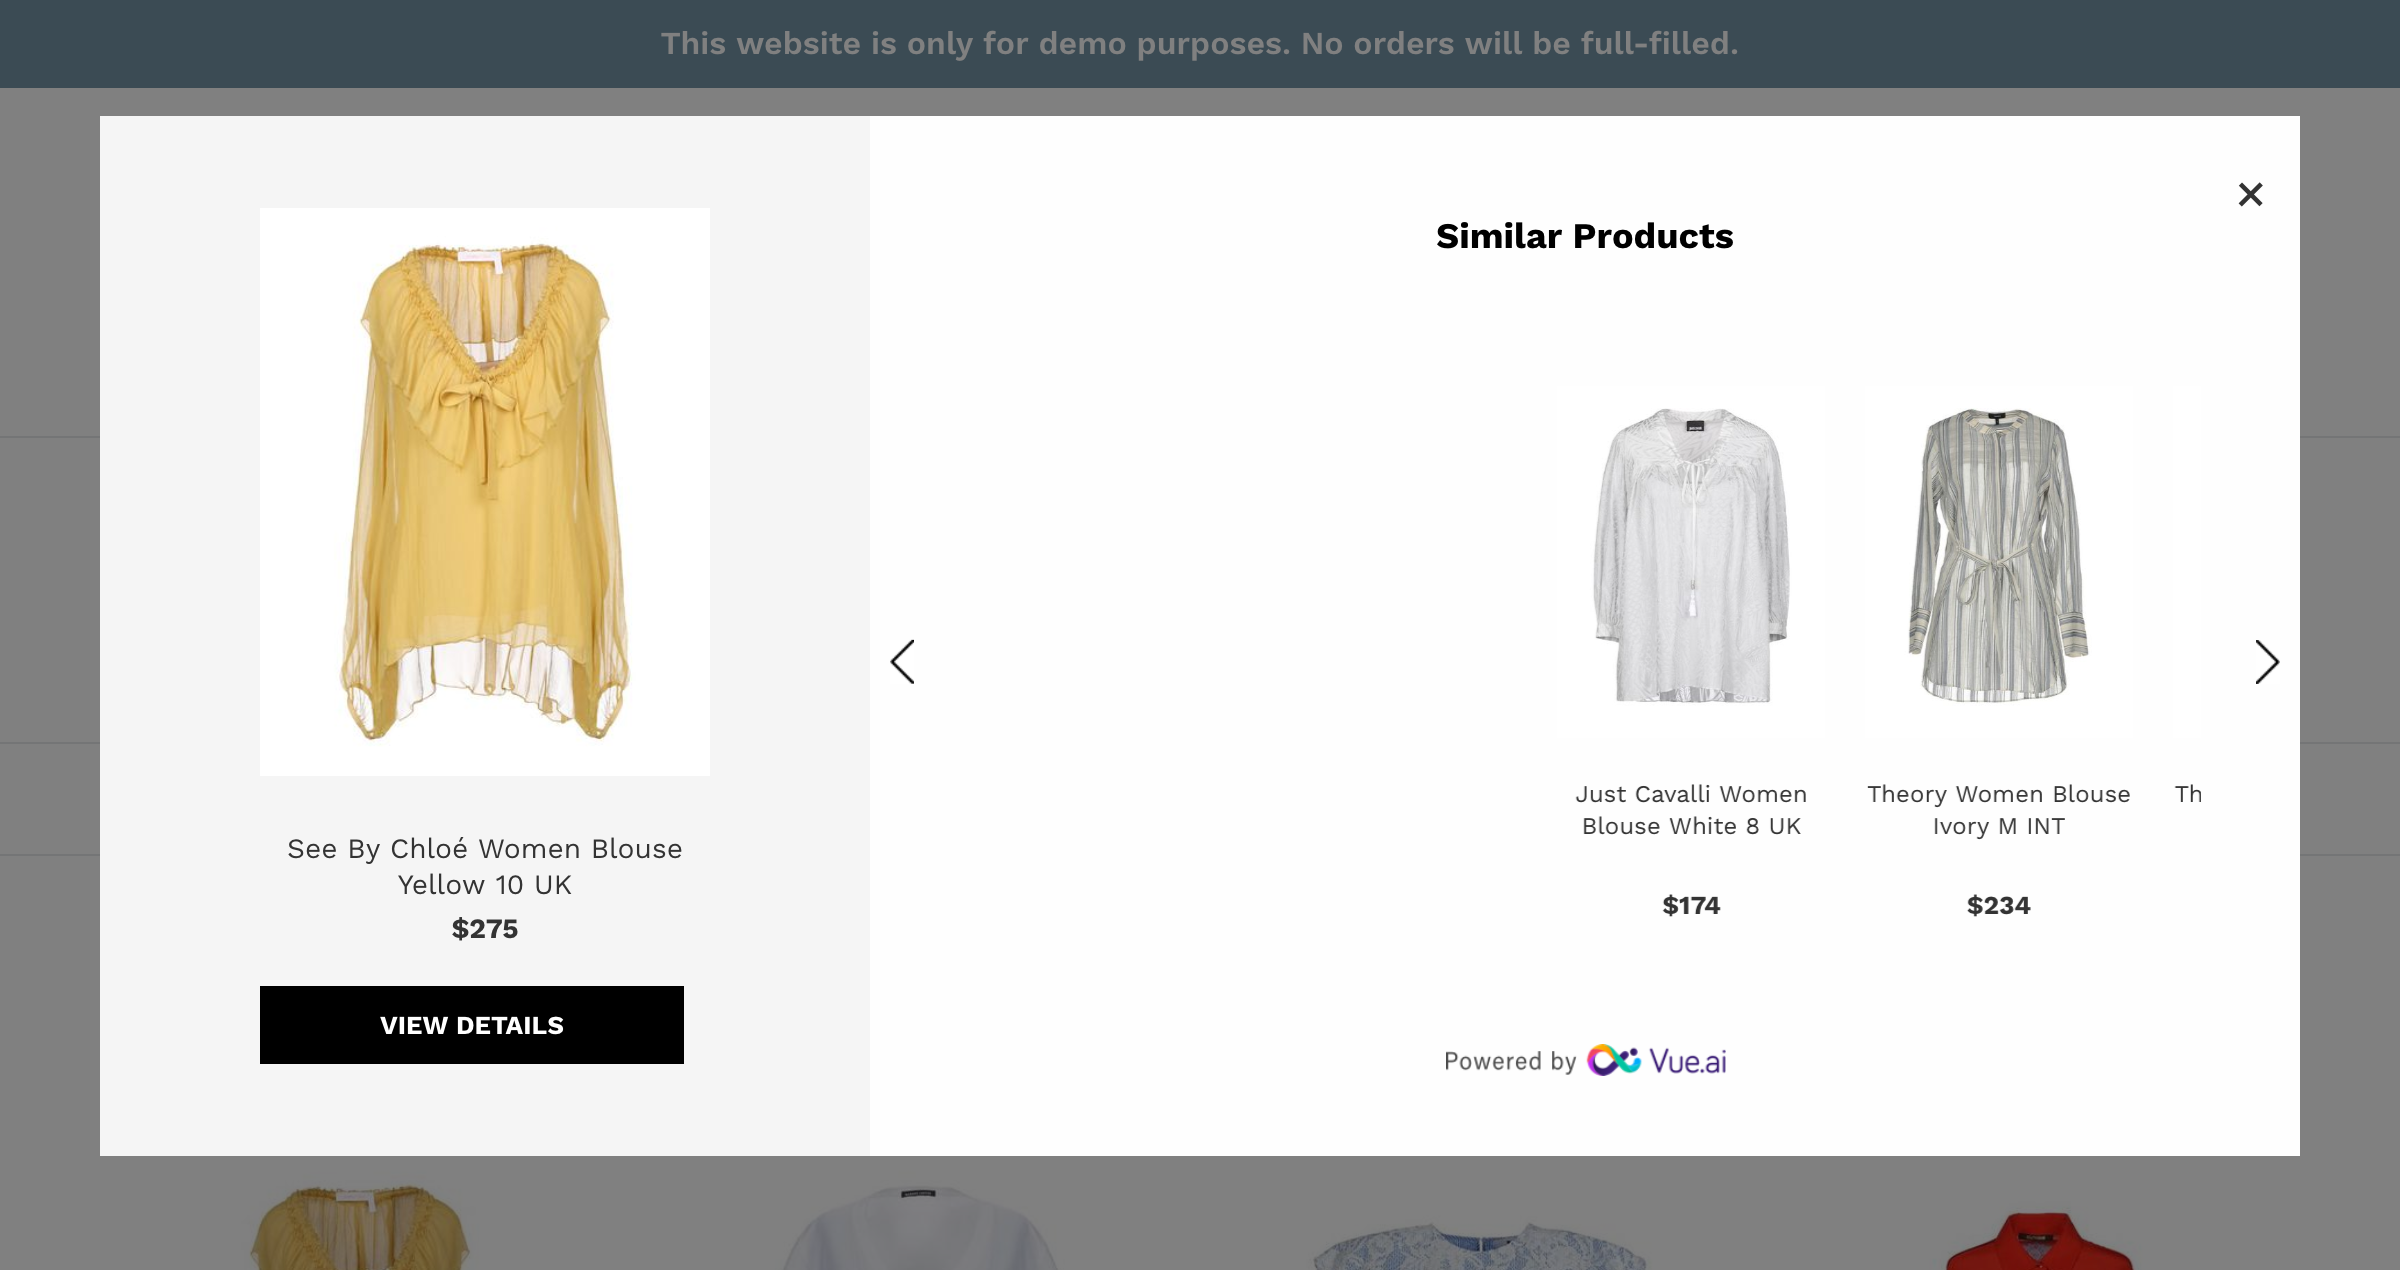 This website is only for demo purposes. No orders will be full-filled.
Similar Products
See By Chloé Women Blouse
Yellow 10 UK
$275
VIEW DETAILS
Just Cavalli Women
Blouse White 8 UK
$174
Theory Women Blouse
Ivory M INT
$234
Th
Powered by Vue.ai